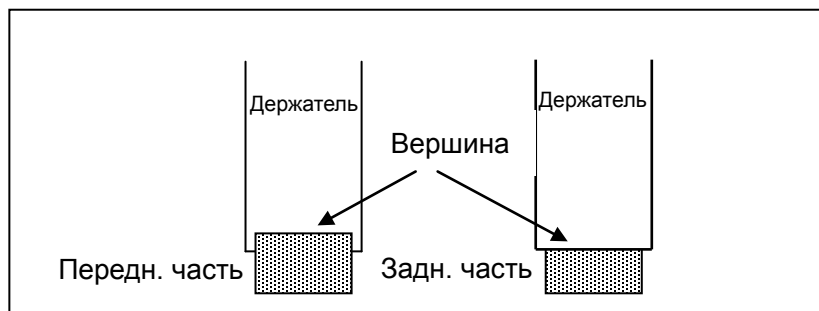 Держатель Держатель
Вершина
Передн. часть Задн. часть